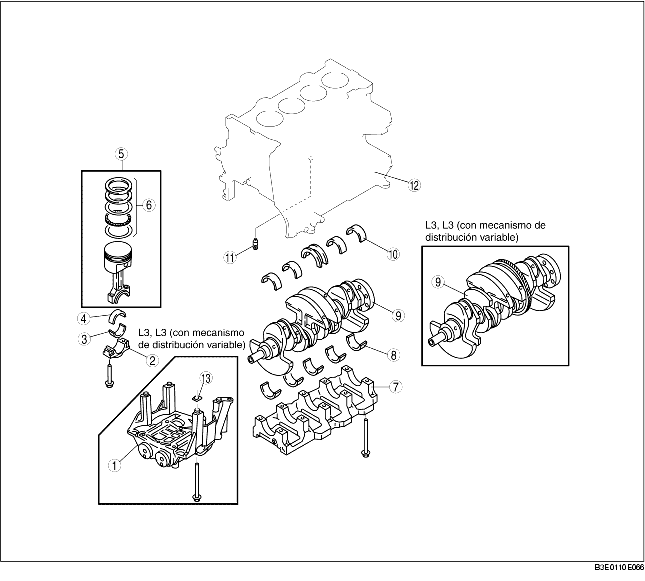 5
6
12
L3, L3 (con mecanismo de
distribución variable)
11
10
9
4
9
3
L3, L3 (con mecanismo
de distribución variable)
2
8
13
7
1
B3E0110E066